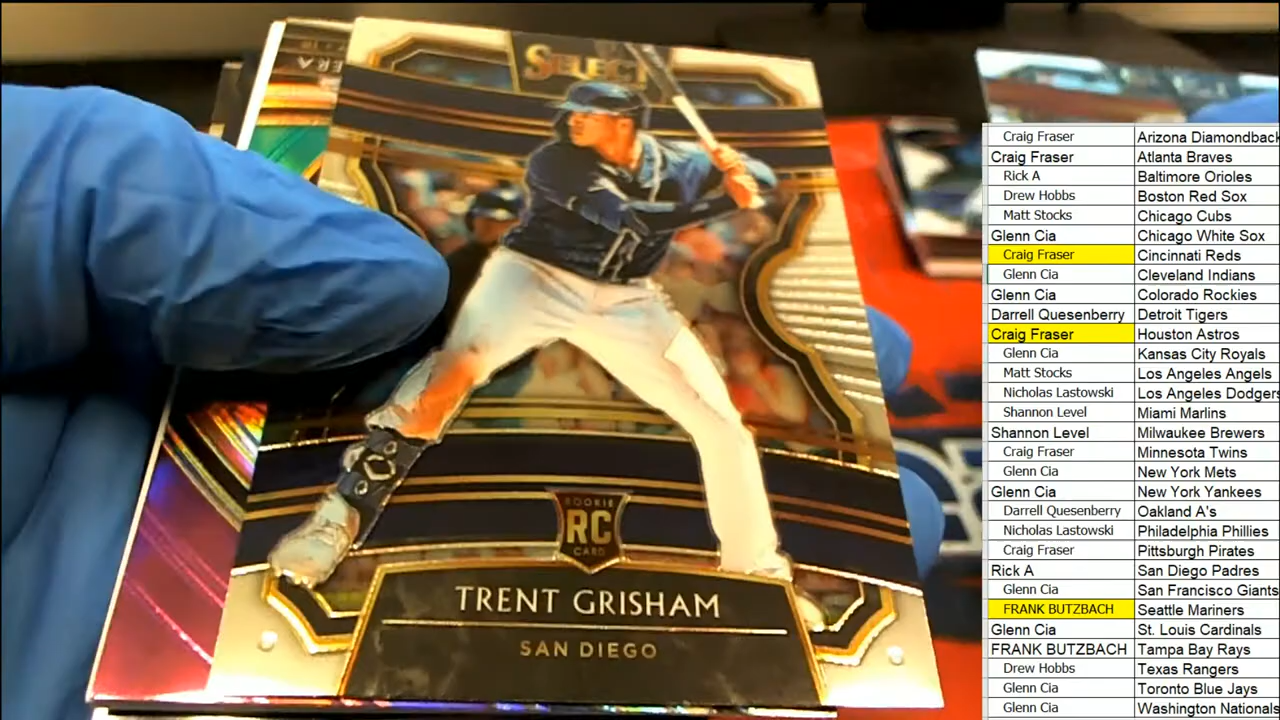 ERA
SELECT
ROOKIE
RC
CARD
TRENT GRISHAM
SAN DIEGO
Craig Fraser Arizona Diamondback
Craig Fraser Atlanta Braves
Rick A Baltimore Orioles
Drew Hobbs Boston Red Sox
Matt Stocks Chicago Cubs
Glenn Cia Chicago White Sox
Craig Fraser Cincinnati Reds
Glenn Cia Cleveland Indians
Glenn Cia Colorado Rockies
Darrell Quesenberry Detroit Tigers
Craig Fraser Houston Astros
Glenn Cia Kansas City Royals
Matt Stocks Los Angeles Angels
Nicholas Lastowski Los Angeles Dodgers
Shannon Level Miami Marlins
Shannon Level Milwaukee Brewers
Craig Fraser Minnesota Twins
Glenn Cia New York Mets
Glenn Cia New York Yankees
Darrell Quesenberry Oakland A's
Nicholas Lastowski Philadelphia Phillies
Craig Fraser Pittsburgh Pirates
Rick A San Diego Padres
Glenn Cia San Francisco Giants
FRANK BUTZBACH Seattle Mariners
Glenn Cia St. Louis Cardinals
FRANK BUTZBACH Tampa Bay Rays
Drew Hobbs Texas Rangers
Glenn Cia Toronto Blue Jays
Glenn Cia Washington Nationals